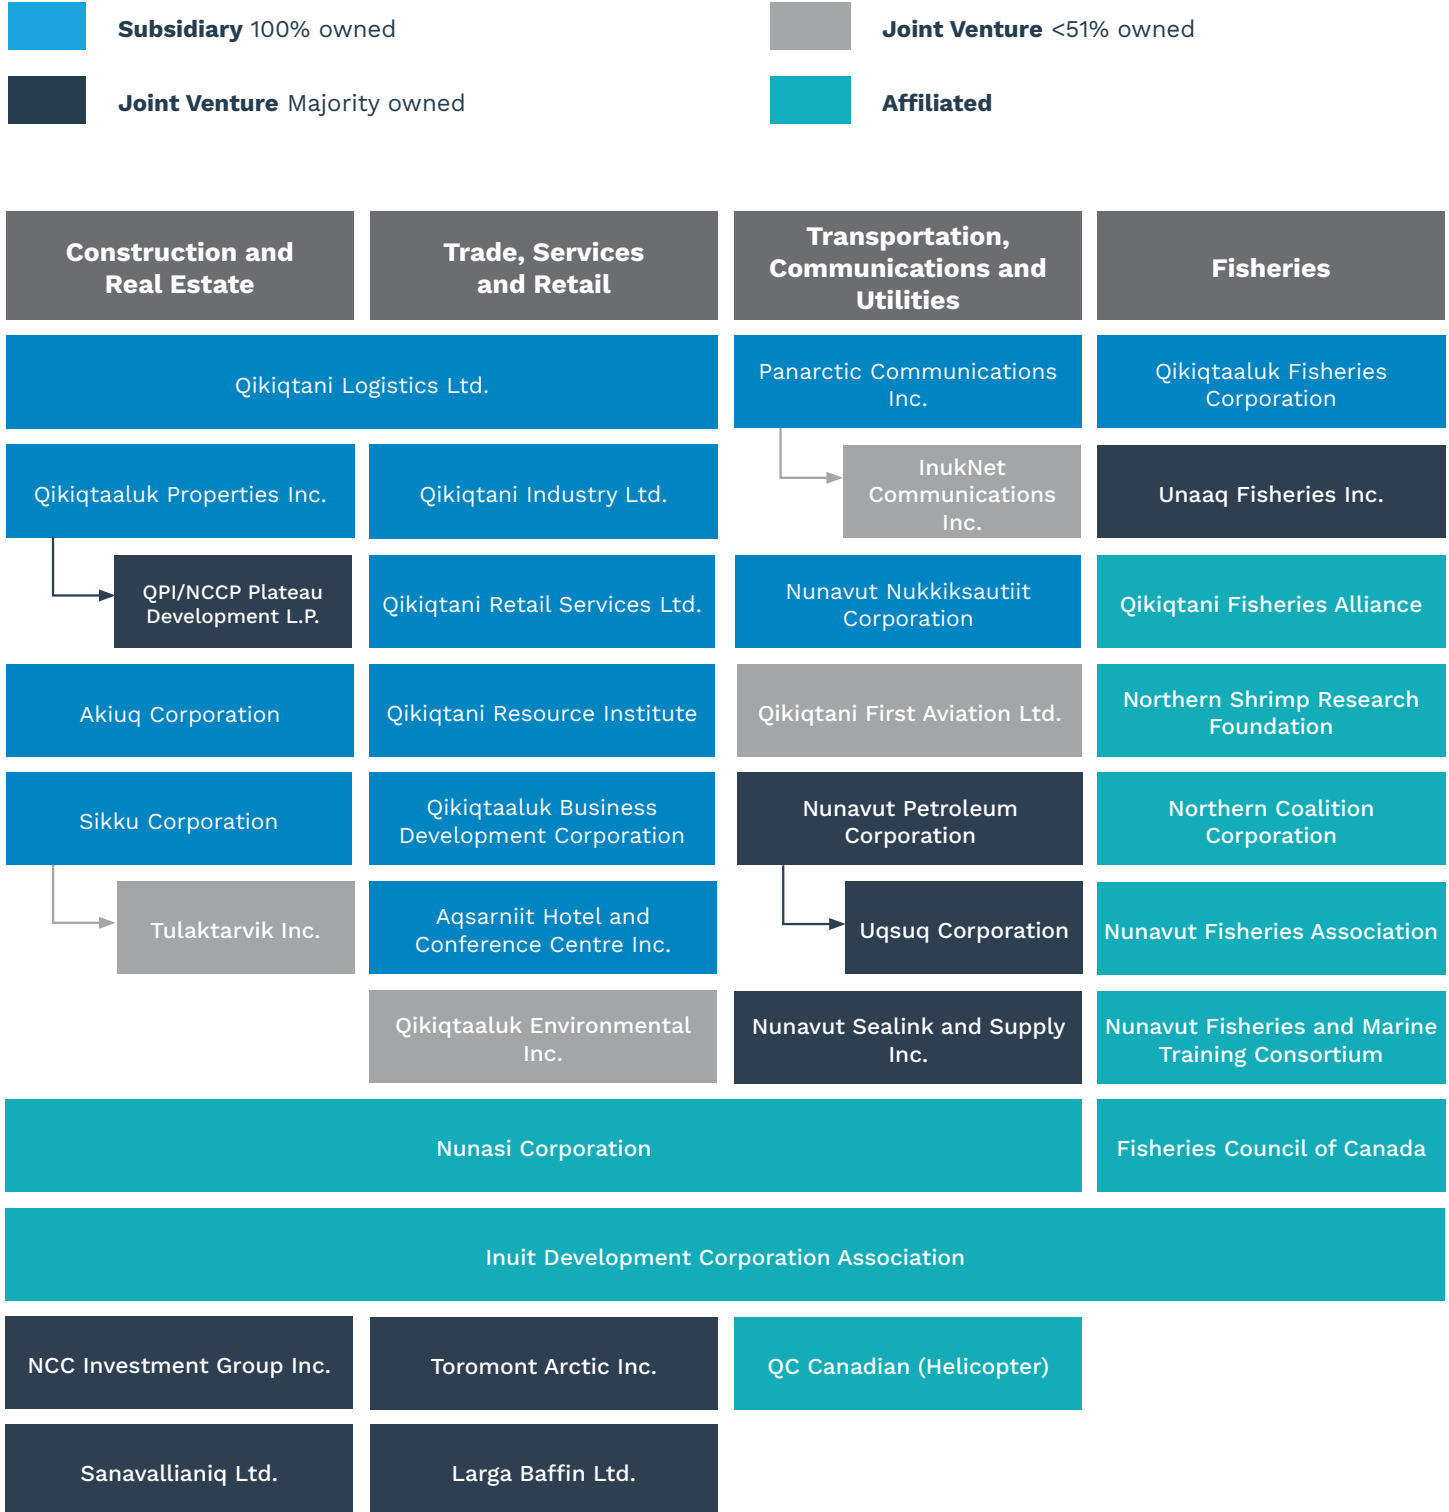 Subsidiary 100% owned
Joint Venture <51% owned
Joint Venture Majority owned
Affiliated
Construction and
Real Estate
Trade, Services
and Retail
Transportation,
Communications and
Utilities
Fisheries
Qikiqtani Logistics Ltd.
Panarctic Communications
Inc.
Qikiqtaaluk Fisheries
Corporation
Qikiqtaaluk Properties Inc.
Qikiqtani Industry Ltd.
InukNet
Communications
Inc.
Unaaq Fisheries Inc.
QPI/NCCP Plateau
Development L.P.
Qikiqtani Retail Services Ltd.
Nunavut Nukkiksautiit
Corporation
Qikiqtani Fisheries Alliance
Akiuq Corporation
Qikiqtani Resource Institute
Qikiqtani First Aviation Ltd.
Northern Shrimp Research
Foundation
Sikku Corporation
Qikiqtaaluk Business
Development Corporation
Nunavut Petroleum
Corporation
Northern Coalition
Corporation
Tulaktarvik Inc.
Aqsarniit Hotel and
Conference Centre Inc.
Uqsuq Corporation
Nunavut Fisheries Association
Qikiqtaaluk Environmental
Inc.
Nunavut Sealink and Supply
Inc.
Nunavut Fisheries and Marine
Training Consortium
Nunasi Corporation
Fisheries Council of Canada
Inuit Development Corporation Association
NCC Investment Group Inc.
Toromont Arctic Inc.
QC Canadian (Helicopter)
Sanavallianiq Ltd.
Larga Baffin Ltd.